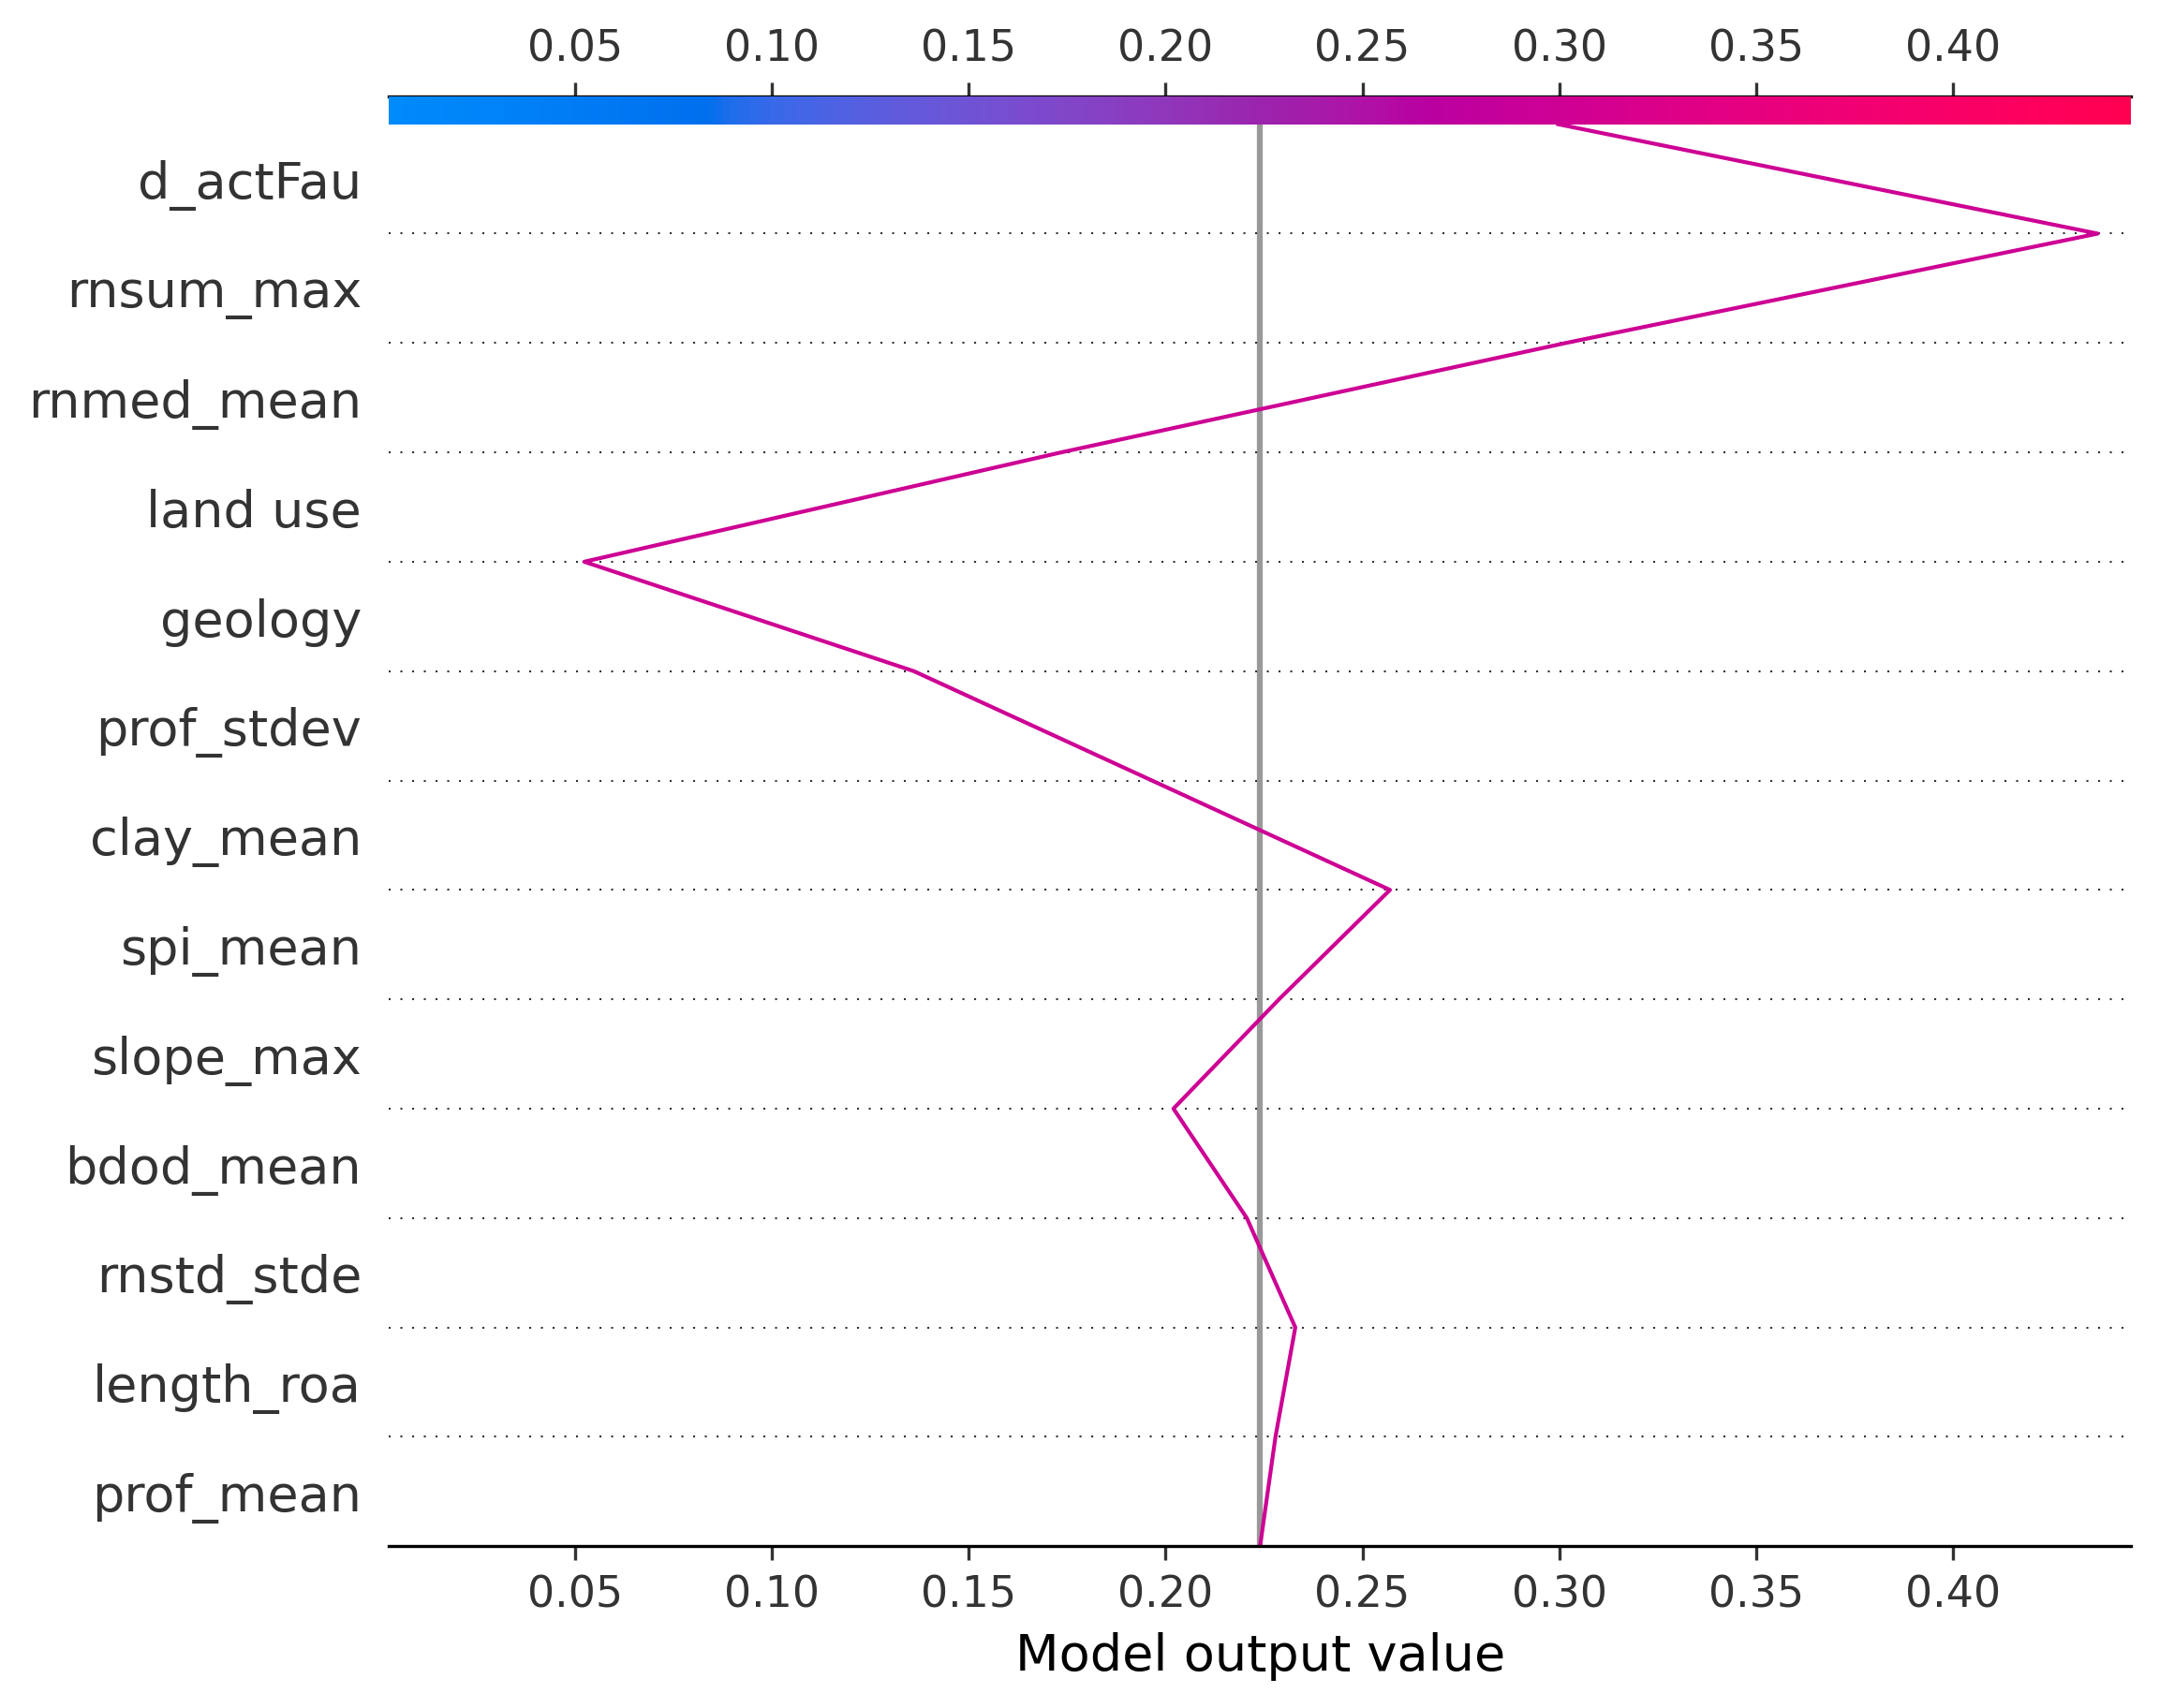 0.05 0.10 0.15 0.20 0.25 0.30 0.35 0.40
d_actFau
rnsum_max
rnmed_mean
land use
geology
prof_stdev
clay_mean
spi_mean
slope_max
bdod_mean
rnstd_stde
length_roa
prof_mean
0.05 0.10 0.15 0.20 0.25 0.30 0.35 0.40
Model output value